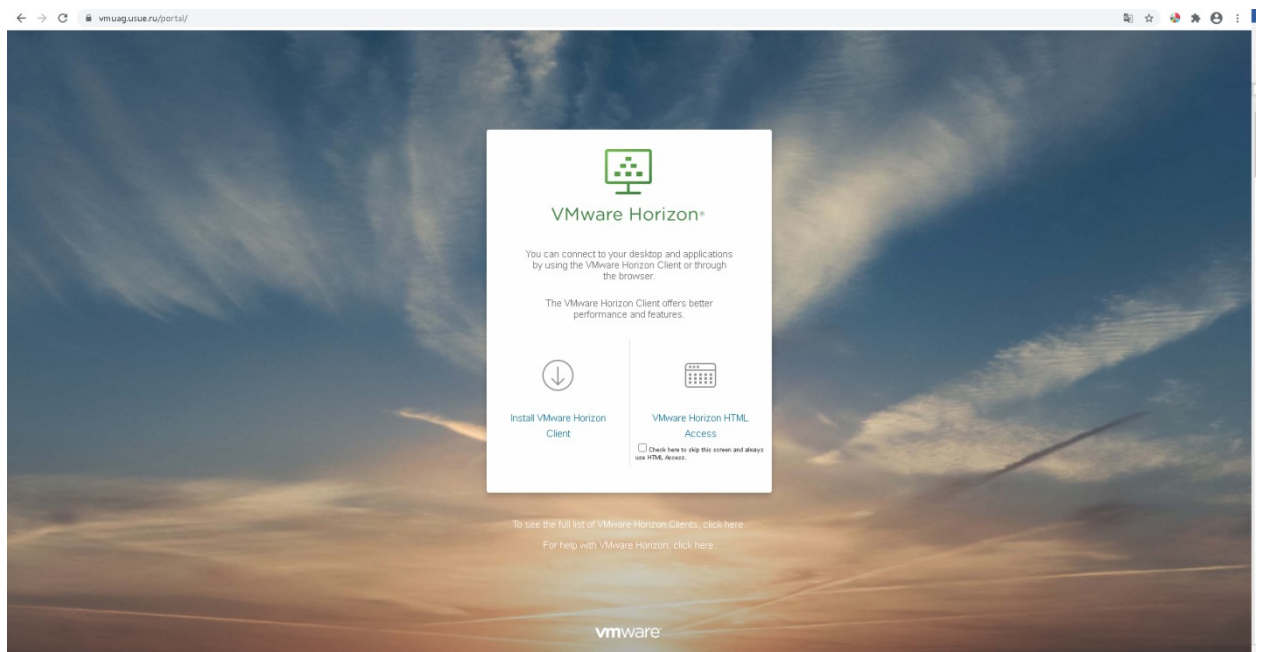 vmuag.usue.ru/portal/
VMware Horizon®
You can connect to your desktop and applications
by using the VMware Horizon Client or through
the browser.
The VMware Horizon Client offers better
performance and features.
Install VMware Horizon
Client
VMware Horizon HTML
Access
Check here to skip this screen and always
use HTML Access.
To see the full list of VMware Horizon Clients, click here.
For help with VMware Horizon, click here.
vmware